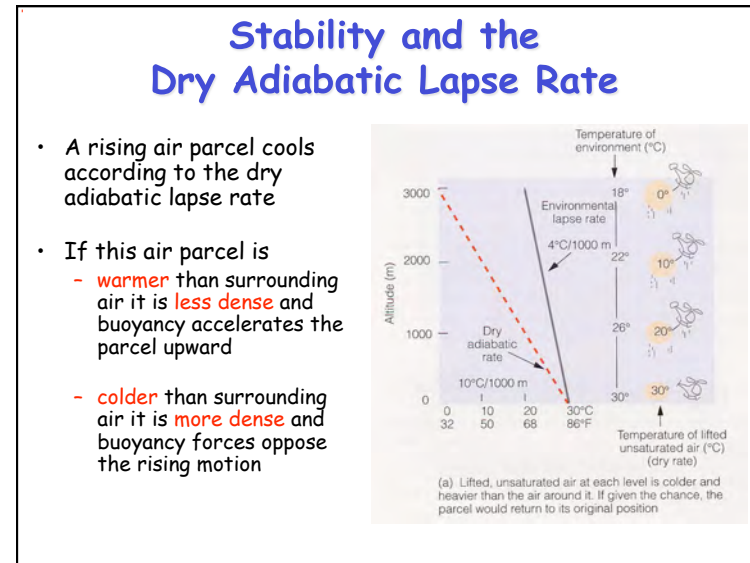 Stability and the
Dry Adiabatic Lapse Rate
• A rising air parcel cools
according to the dry
adiabatic lapse rate
• If this air parcel is
– warmer than surrounding
air it is less dense and
buoyancy accelerates the
parcel upward
– colder than surrounding
air it is more dense and
buoyancy forces oppose
the rising motion
Temperature of
environment (°C)
3000
18°
0°
Environmental
lapse rate
4°C/1000 m
2000
22°
10°
Altitude (m)
1000
26°
20°
Dry
adiabatic
rate
10°C/1000 m
30°
30°
0
0 10 20 30°C
32 50 68 86°F
Temperature of lifted
unsaturated air (°C)
(dry rate)
(a) Lifted, unsaturated air at each level is colder and
heavier than the air around it. If given the chance, the
parcel would return to its original position